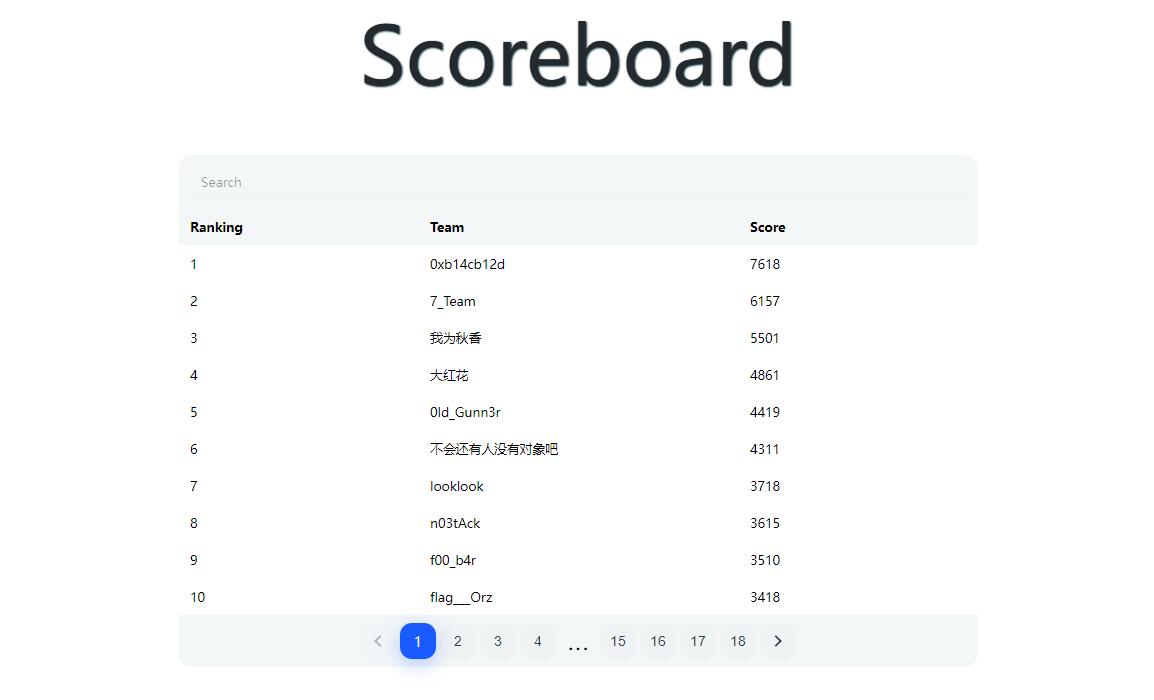 Scoreboard
Search
Ranking Team Score
1 0xb14cb12d 7618
2 7_Team 6157
3 我为秋香 5501
4 大红花 4861
5 0ld_Gunn3r 4419
6 不会还有人没有对象吧 4311
7 looklook 3718
8 n03tAck 3615
9 f00_b4r 3510
10 flag___Orz 3418
< 1 2 3 4 ... 15 16 17 18 >